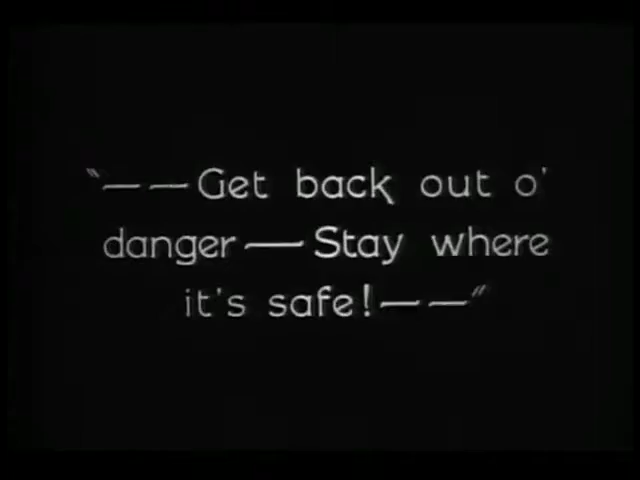 "——Get back out o'
danger—Stay where
it's safe!——"